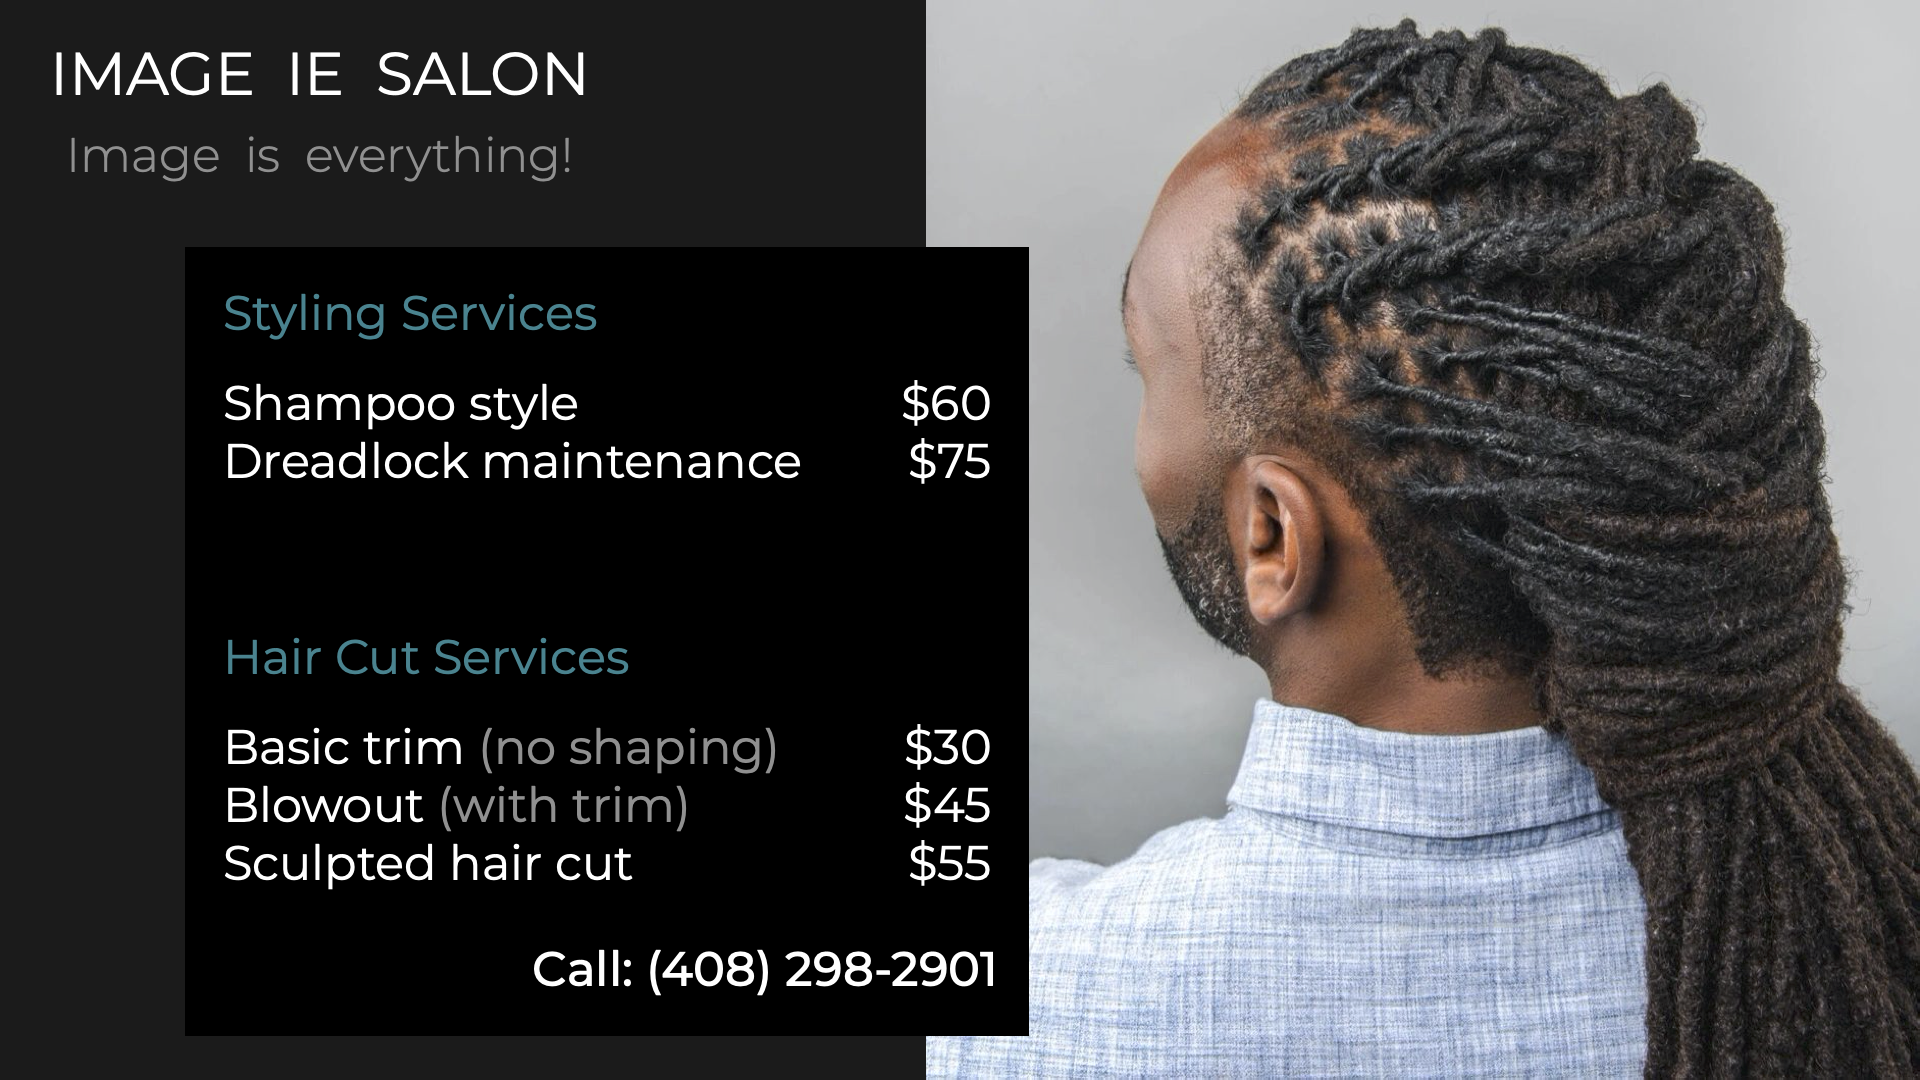 IMAGE IE SALON
Image is everything!
Styling Services
Shampoo style $60
Dreadlock maintenance $75
Hair Cut Services
Basic trim (no shaping) $30
Blowout (with trim) $45
Sculpted hair cut $55
Call: (408) 298-2901